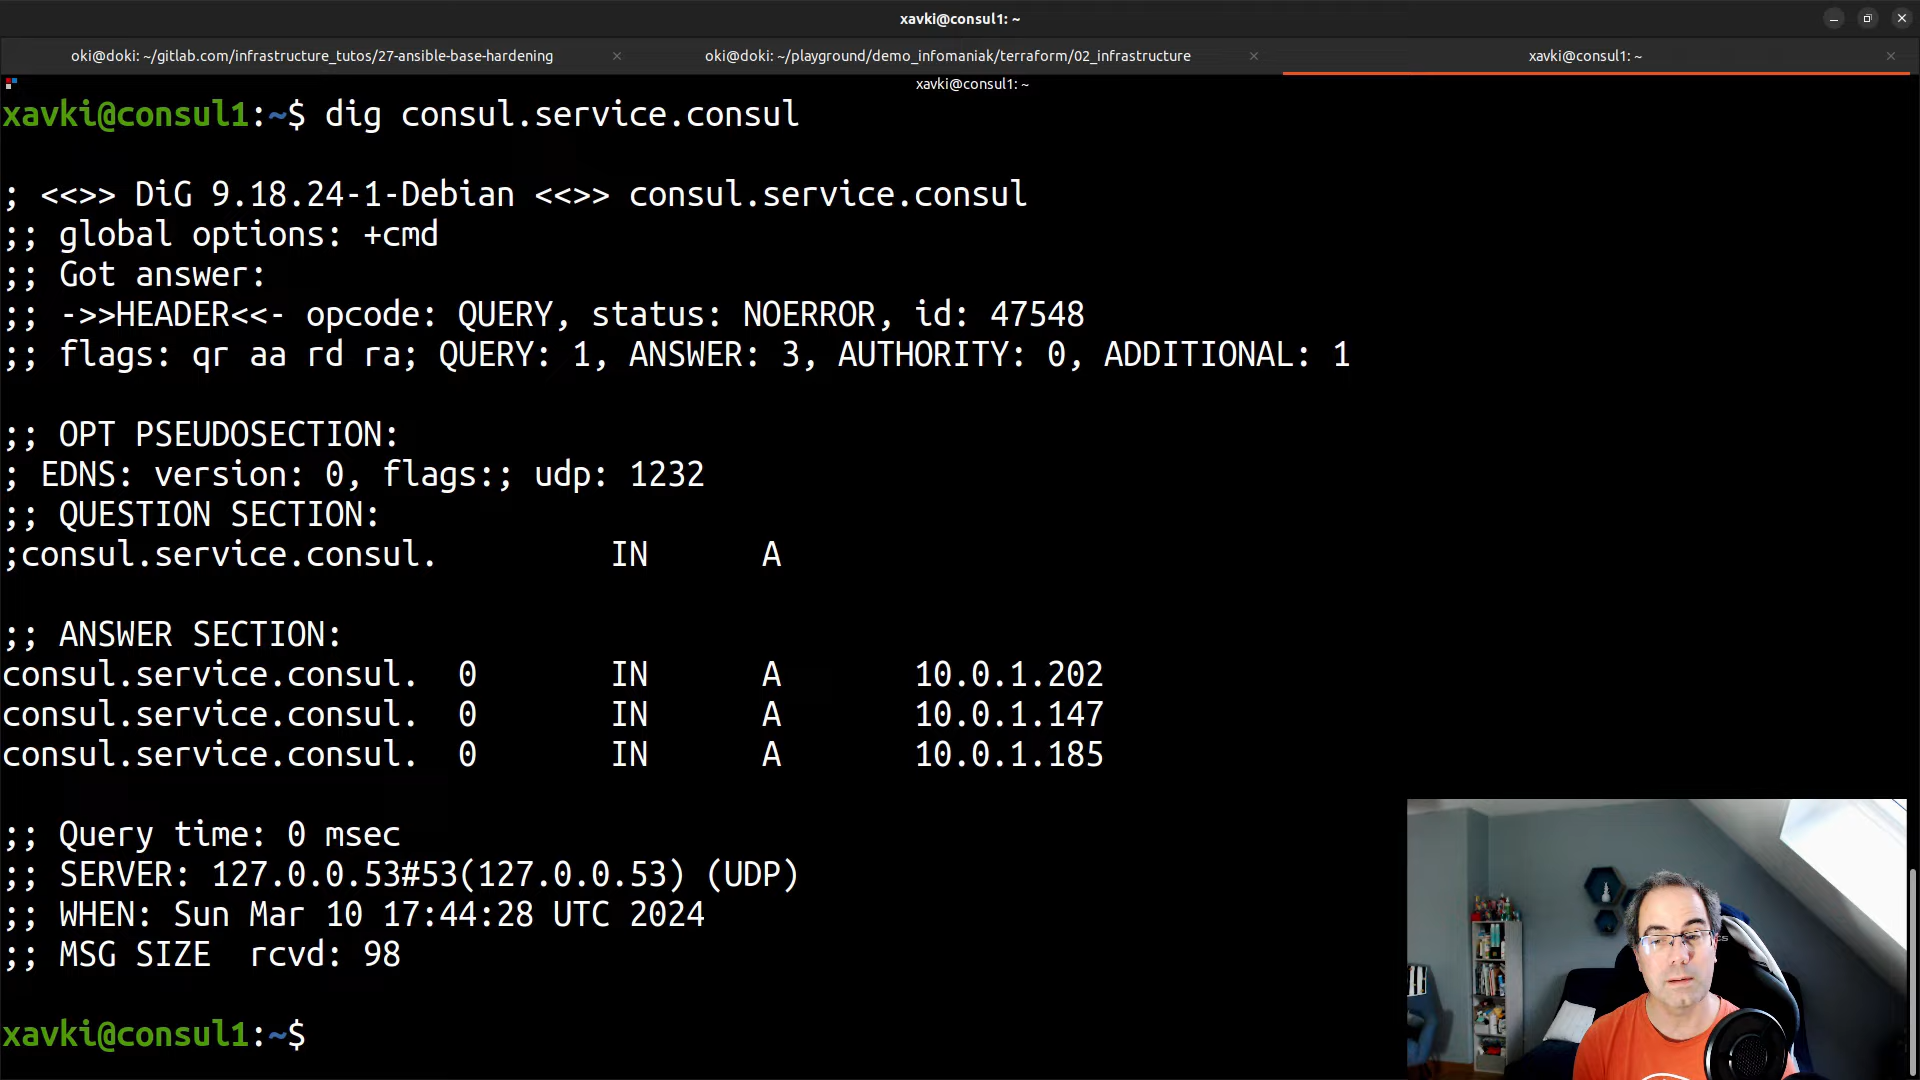 xavki@consul1: ~
oki@doki: ~/gitlab.com/infrastructure_tutos/27-ansible-base-hardening × oki@doki: ~/playground/demo_infomaniak/terraform/02_infrastructure × xavki@consul1: ~ ×
xavki@consul1: ~
xavki@consul1:~$ dig consul.service.consul
; <<>> DiG 9.18.24-1-Debian <<>> consul.service.consul
;; global options: +cmd
;; Got answer:
;; ->>HEADER<<- opcode: QUERY, status: NOERROR, id: 47548
;; flags: qr aa rd ra; QUERY: 1, ANSWER: 3, AUTHORITY: 0, ADDITIONAL: 1
;; OPT PSEUDOSECTION:
; EDNS: version: 0, flags:; udp: 1232
;; QUESTION SECTION:
;consul.service.consul. IN A
;; ANSWER SECTION:
consul.service.consul. 0 IN A 10.0.1.202
consul.service.consul. 0 IN A 10.0.1.147
consul.service.consul. 0 IN A 10.0.1.185
;; Query time: 0 msec
;; SERVER: 127.0.0.53#53(127.0.0.53) (UDP)
;; WHEN: Sun Mar 10 17:44:28 UTC 2024
;; MSG SIZE  rcvd: 98
xavki@consul1:~$